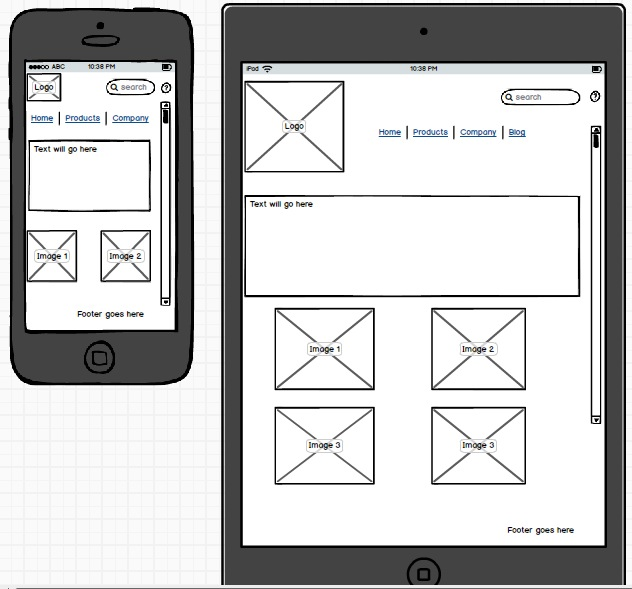 ABC 10:38 PM
Logo
search
?
Home Products Company
Text will go here
Image 1 Image 2
Footer goes here
iPod 10:38 PM
search
?
Logo
Home Products Company Blog
Text will go here
Image 1 Image 2
Image 3 Image 3
Footer goes here